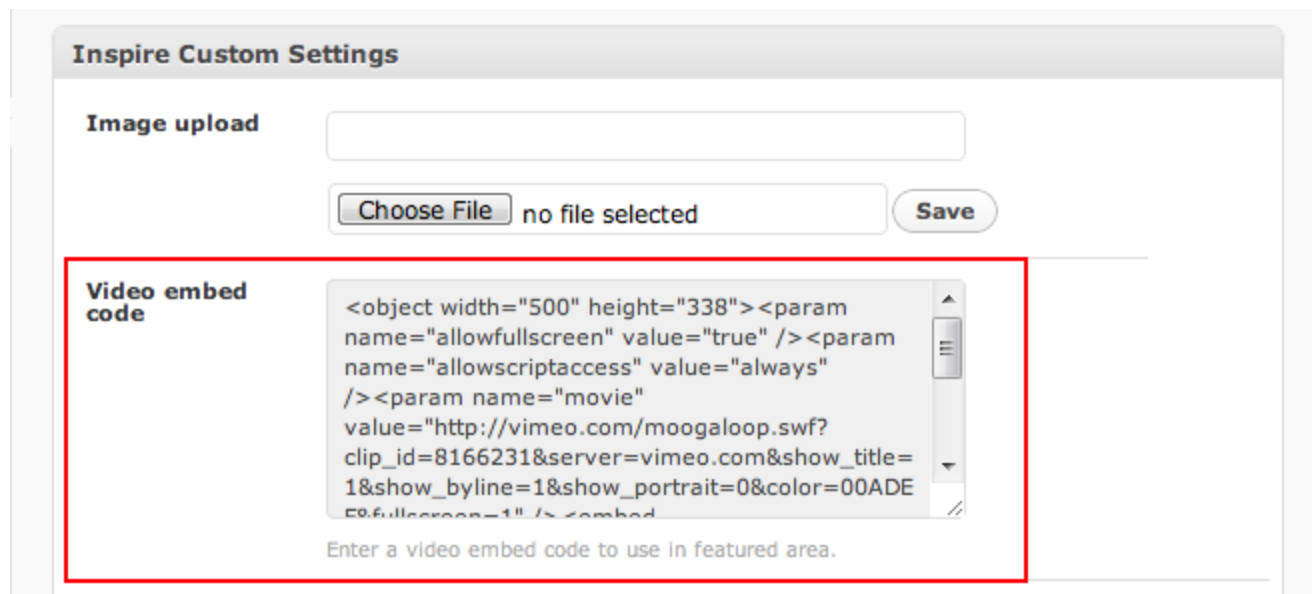 Inspire Custom Settings
Image upload
Choose File no file selected
Save
Video embed
code
<object width="500" height="338"><param
name="allowfullscreen" value="true" /><param
name="allowscriptaccess" value="always"
/><param name="movie"
value="http://vimeo.com/moogaloop.swf?
clip_id=8166231&server=vimeo.com&show_title=
1&show_byline=1&show_portrait=0&color=00ADE
F&fullscreen=1" /><embed
Enter a video embed code to use in featured area.